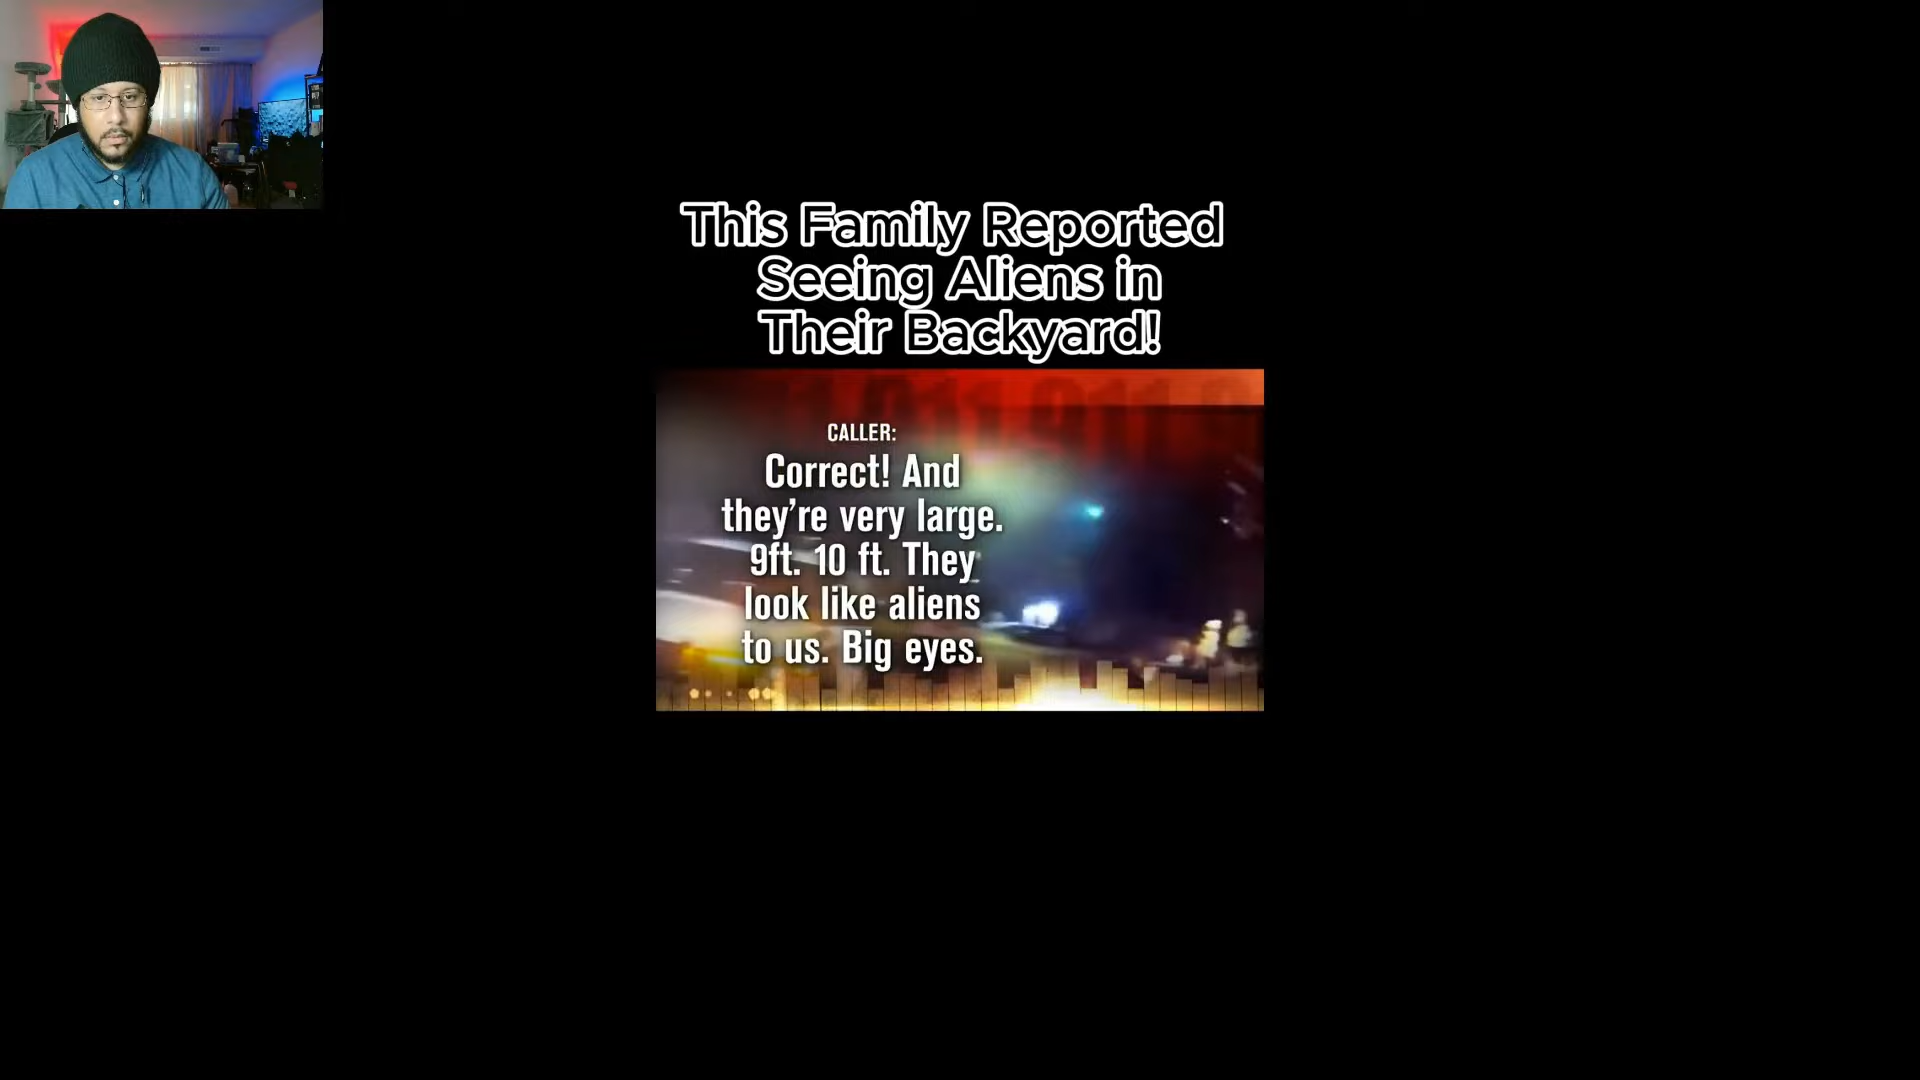 This Family Reported
Seeing Aliens in
Their Backyard!
CALLER:
Correct! And
they're very large.
9ft. 10 ft. They
look like aliens
to us. Big eyes.